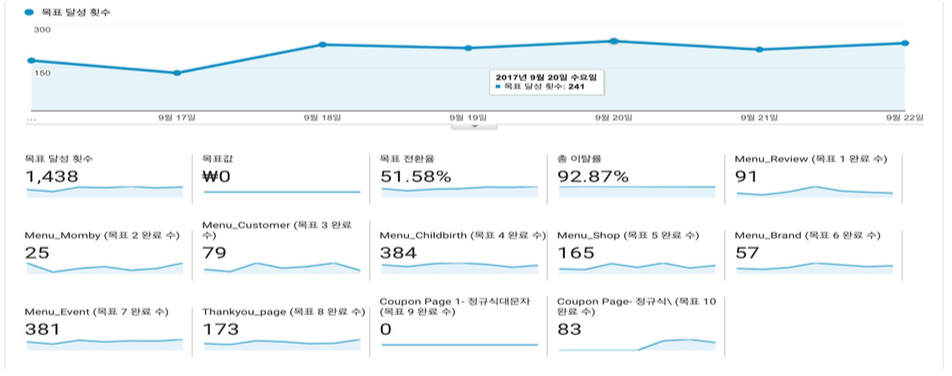 목표 달성 횟수
300
150
2017년 9월 20일 수요일
목표 달성 횟수: 241
... 9월 17일 9월 18일 9월 19일 9월 20일 9월 21일 9월 22일
목표 달성 횟수
1,438
목표값
₩0
목표 전환율
51.58%
총 이탈률
92.87%
Menu_Review (목표 1 완료 수)
91
Menu_Momby (목표 2 완료 수)
25
Menu_Customer (목표 3 완료
수)
79
Menu_Childbirth (목표 4 완료 수)
384
Menu_Shop (목표 5 완료 수)
165
Menu_Brand (목표 6 완료 수)
57
Menu_Event (목표 7 완료 수)
381
Thankyou_page (목표 8 완료 수)
173
Coupon Page 1- 정규식대문자
(목표 9 완료 수)
0
Coupon Page- 정규식\ (목표 10
완료 수)
83